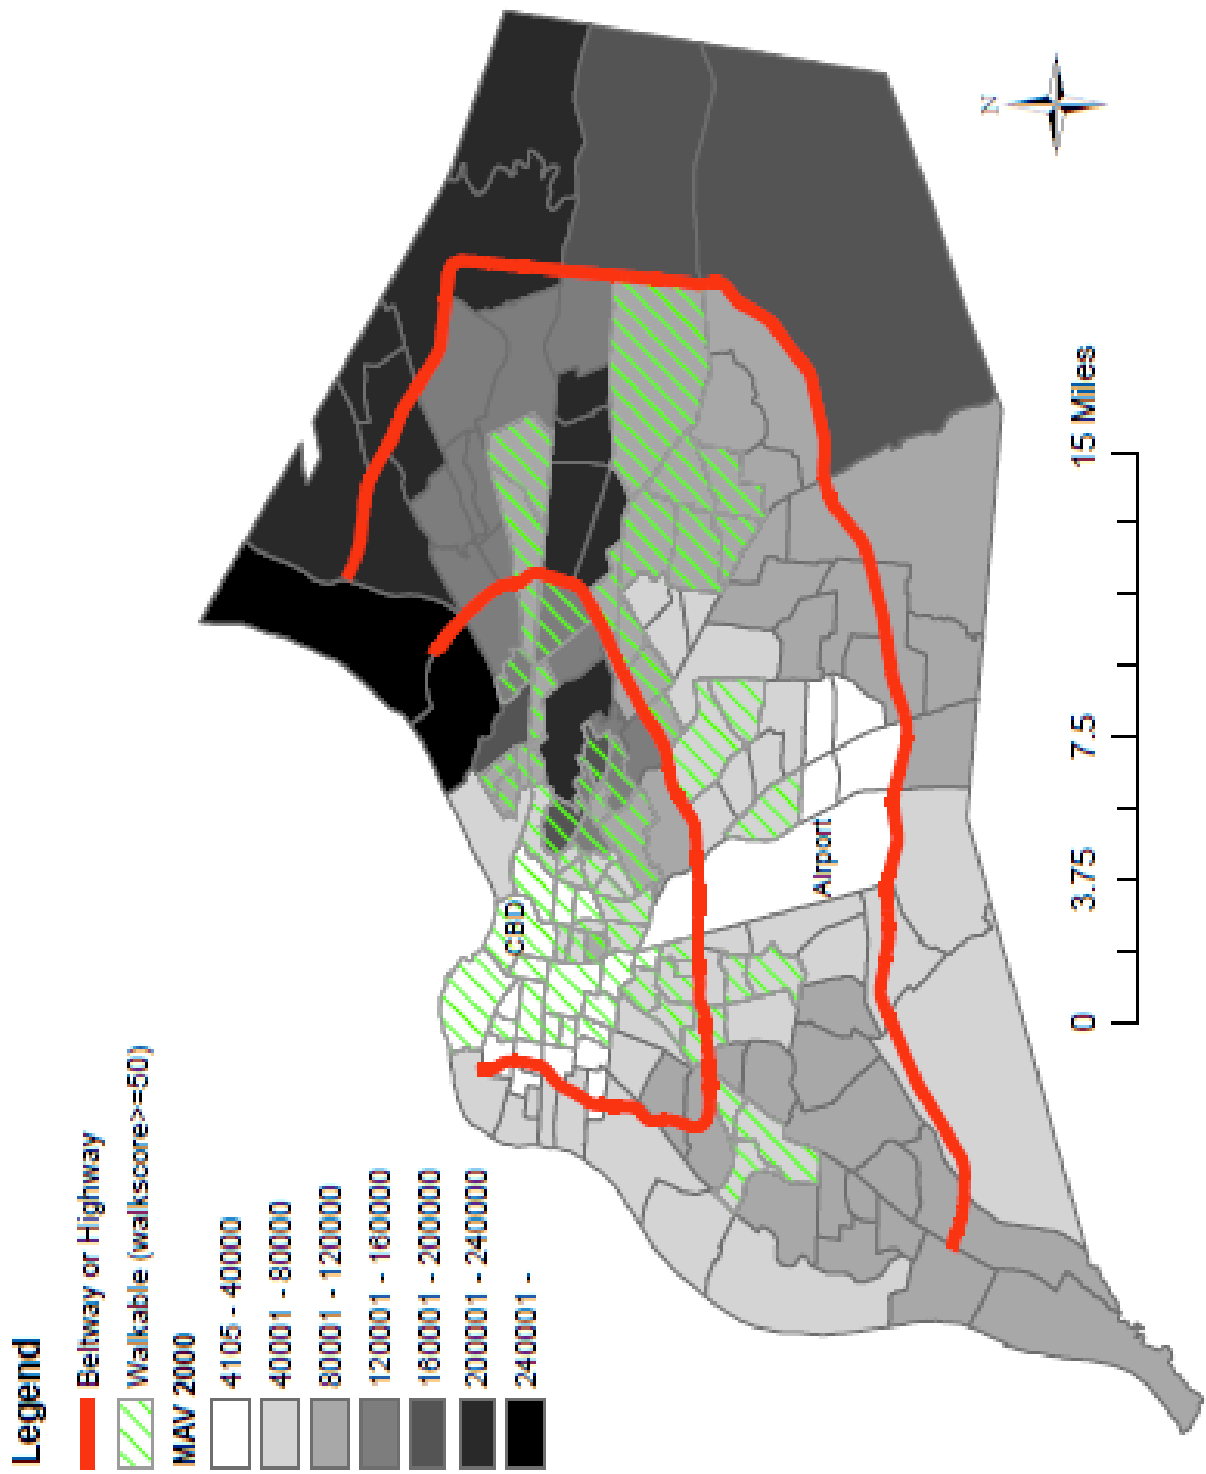 Legend
Beltway or Highway
Walkable (walkscore>=50)
MAV 2000
4105 - 40000
40001 - 80000
80001 - 120000
120001 - 160000
160001 - 200000
200001 - 240000
240001 -
CBD
Airport
N
0 3.75 7.5 15 Miles